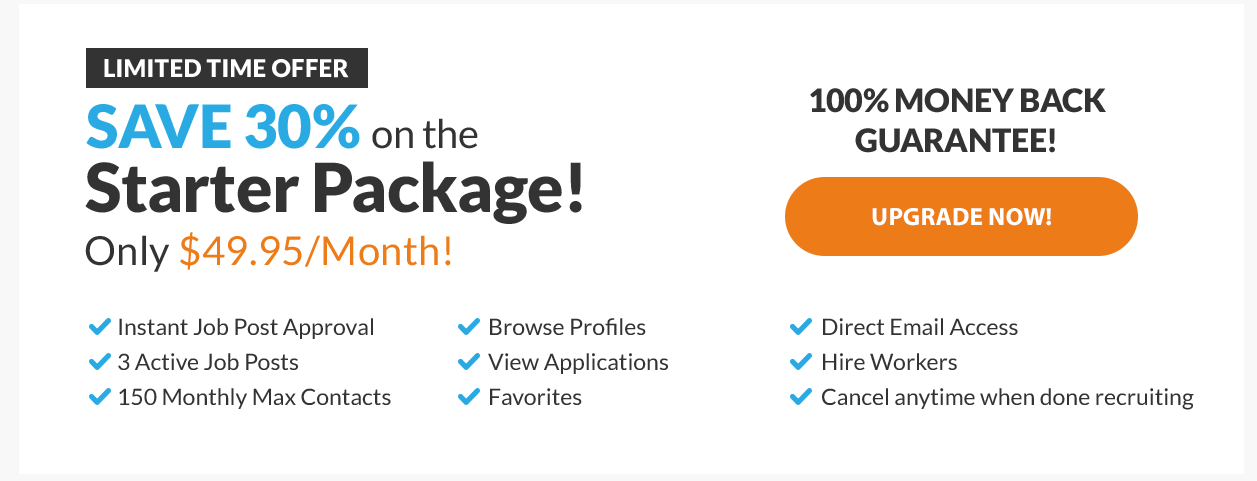 LIMITED TIME OFFER
SAVE 30% on the
Starter Package!
Only $49.95/Month!
100% MONEY BACK
GUARANTEE!
UPGRADE NOW!
Instant Job Post Approval
3 Active Job Posts
150 Monthly Max Contacts
Browse Profiles
View Applications
Favorites
Direct Email Access
Hire Workers
Cancel anytime when done recruiting